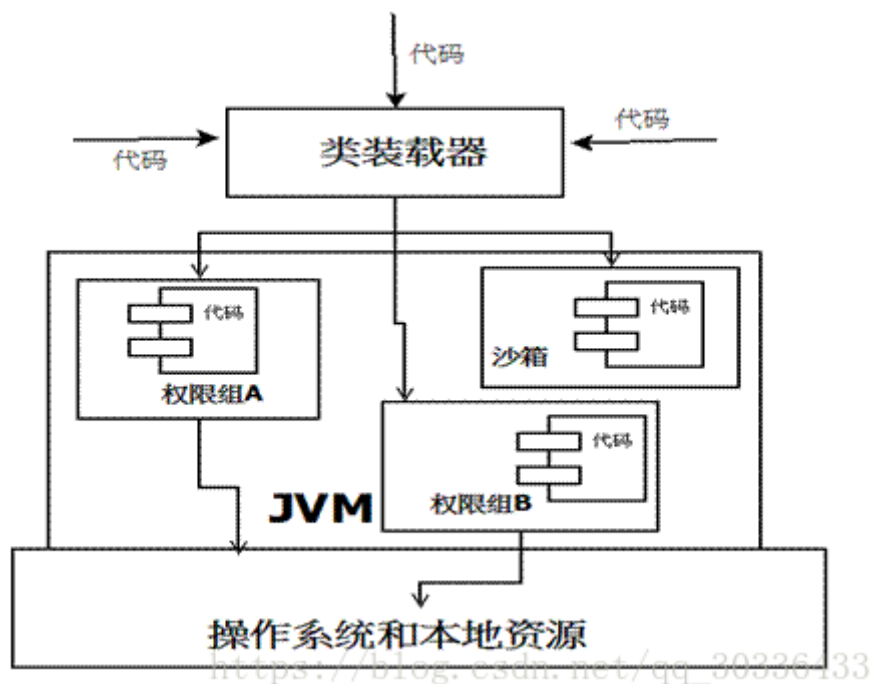 代码
代码
代码
类装载器
代码
代码
沙箱
权限组A
代码
权限组B
JVM
操作系统和本地资源
https://blog.csdn.net/qq_30336433